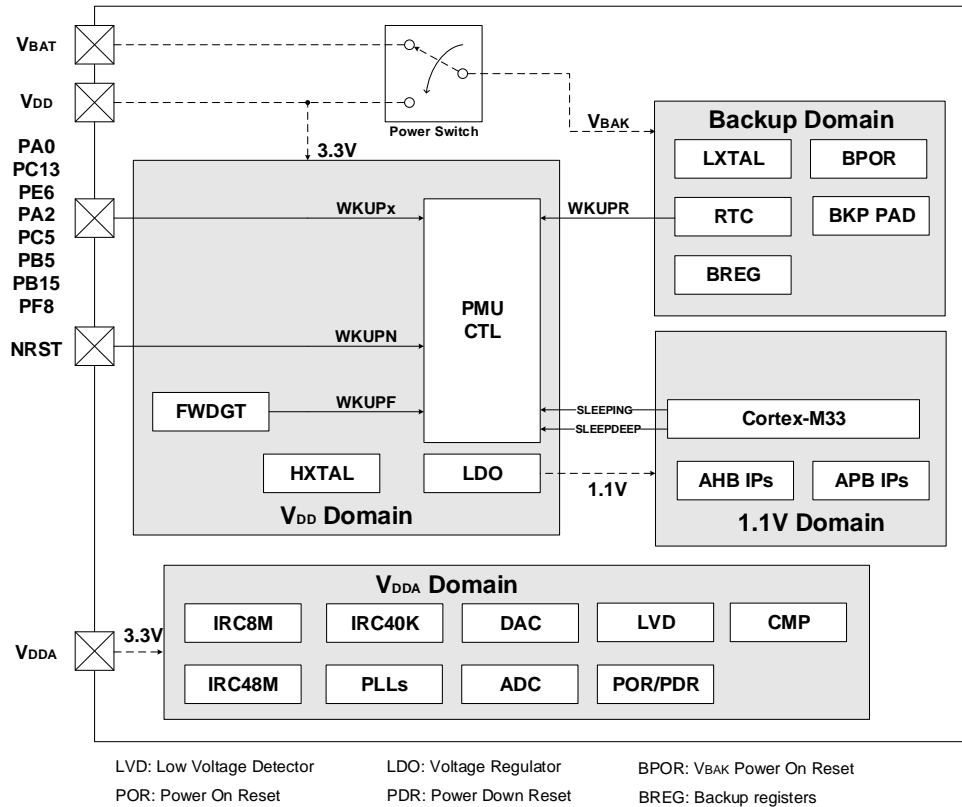 VBAT
VDD
Power Switch
3.3V
VBAK
PA0
PC13
PE6
PA2
PC5
PB5
PB15
PF8
NRST
WKUPx
WKUPN
FWDGT
WKUPF
PMU
CTL
HXTAL
LDO
VDD Domain
WKUPR
Backup Domain
LXTAL
BPOR
RTC
BKP PAD
BREG
SLEEPING
SLEEPDEEP
Cortex-M33
1.1V
AHB IPs
APB IPs
1.1V Domain
VDDA
3.3V
VDDA Domain
IRC8M
IRC40K
DAC
LVD
CMP
IRC48M
PLLs
ADC
POR/PDR
LVD: Low Voltage Detector
LDO: Voltage Regulator
BPOR: VBAK Power On Reset
POR: Power On Reset
PDR: Power Down Reset
BREG: Backup registers